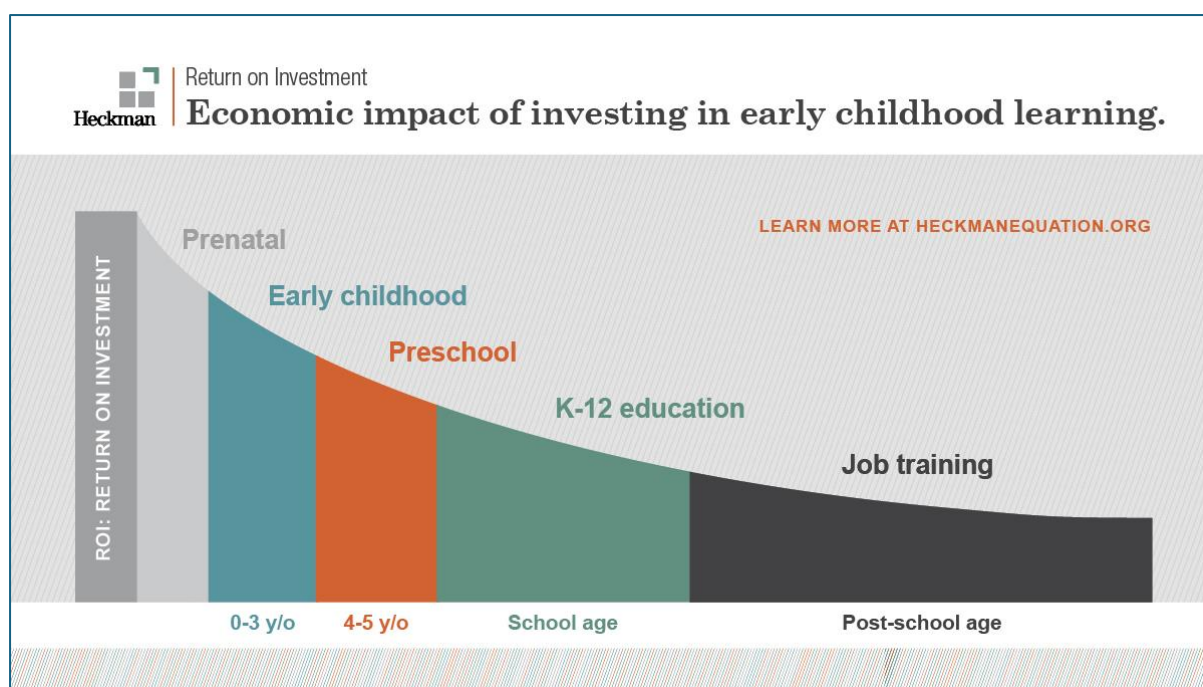 Heckman
Return on Investment
Economic impact of investing in early childhood learning.
LEARN MORE AT HECKMANEQUATION.ORG
ROI: RETURN ON INVESTMENT
Prenatal
Early childhood
Preschool
K-12 education
Job training
0-3 y/o
4-5 y/o
School age
Post-school age